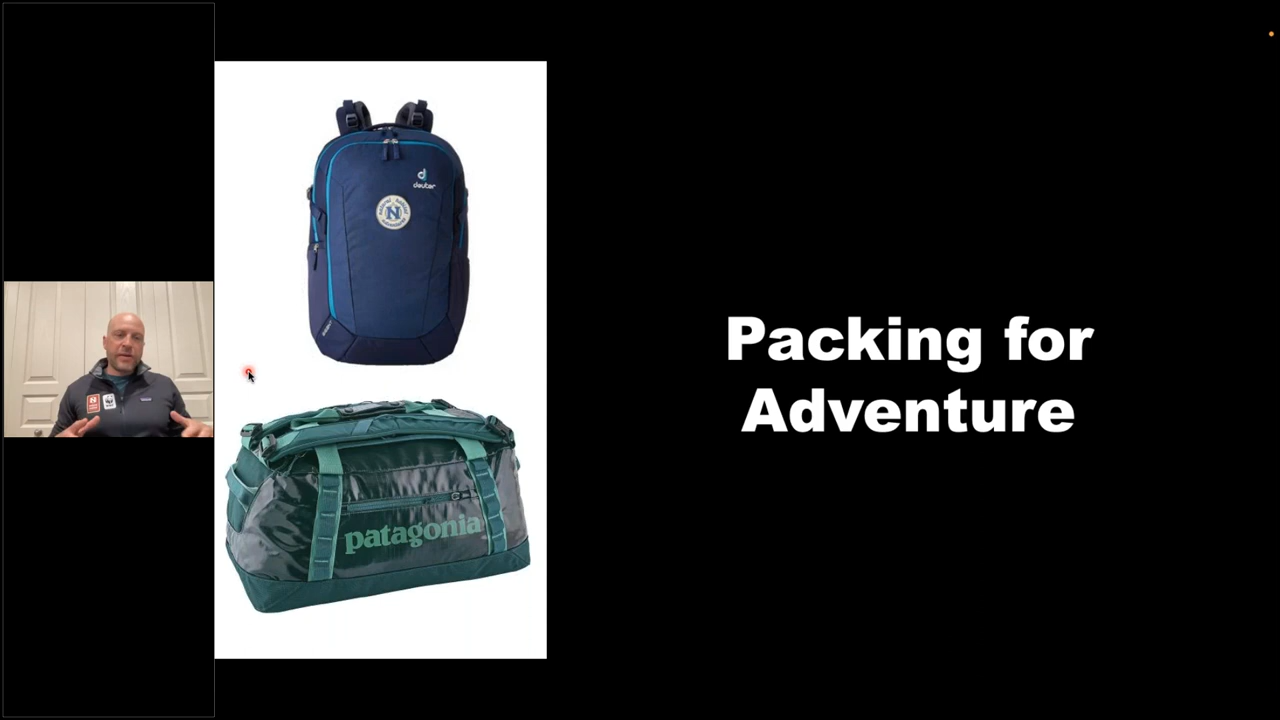 deuter
N
Packing for
Adventure
patagonia